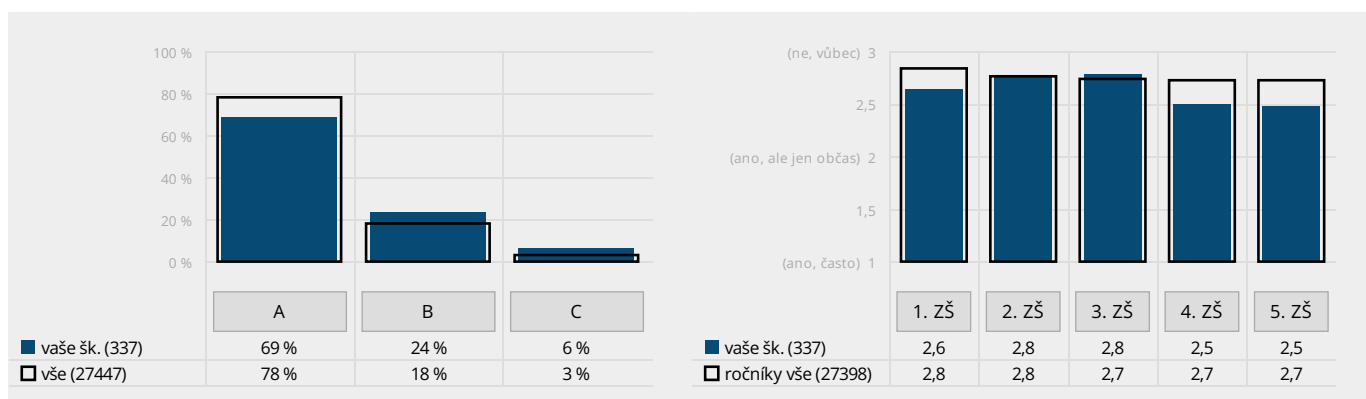 100 %
80 %
60 %
40 %
20 %
0 %
A B C
vaše šk. (337) 69 % 24 % 6 %
vše (27447) 78 % 18 % 3 %
(ne, vůbec) 3
2,5
(ano, ale jen občas) 2
1,5
(ano, často) 1
1. ZŠ 2. ZŠ 3. ZŠ 4. ZŠ 5. ZŠ
vaše šk. (337) 2,6 2,8 2,8 2,5 2,5
ročníky vše (27398) 2,8 2,8 2,7 2,7 2,7